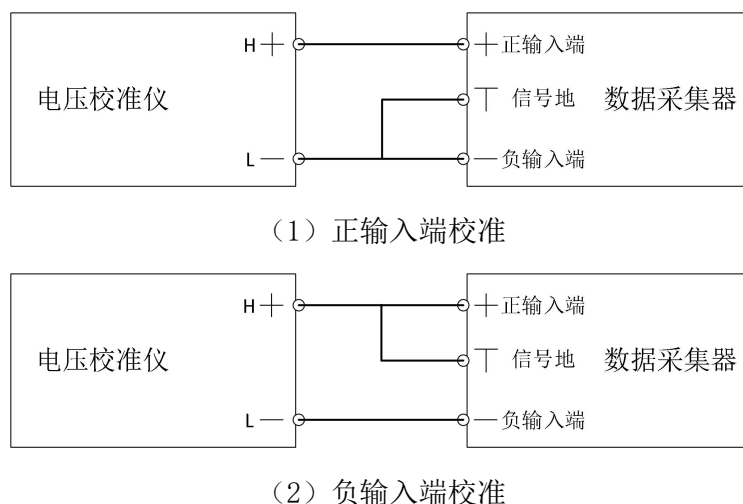 H + + 正输入端
电压校准仪 信号地 数据采集器
L — — 负输入端
(1) 正输入端校准
H + + 正输入端
电压校准仪 信号地 数据采集器
L — — 负输入端
(2) 负输入端校准